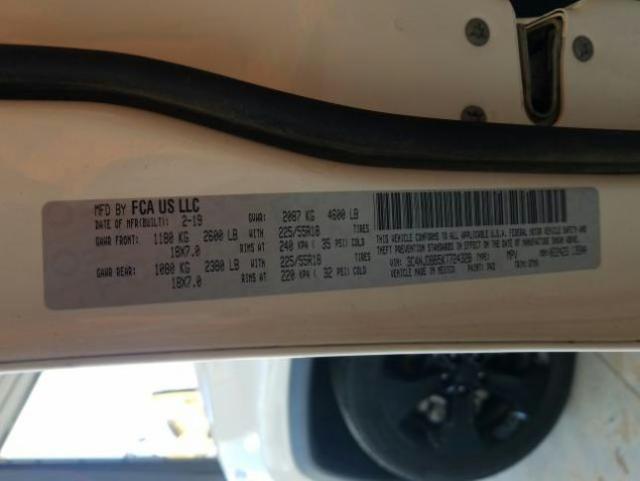 MFD BY FCA US LLC
DATE OF MFR(BUILT): 2-19 GVWR: 2087 KG 4600 LB
GAWR FRONT: 1180 KG 2600 LB WITH 225/55R18 TIRES
18X7.0 RIMS AT 240 KPA ( 35 PSI) COLD
GAWR REAR: 1080 KG 2380 LB WITH 225/55R18 TIRES
18X7.0 RIMS AT 220 KPA ( 32 PSI) COLD
THIS VEHICLE CONFORMS TO ALL APPLICABLE U.S.A. FEDERAL MOTOR VEHICLE SAFETY AND
THEFT PREVENTION STANDARDS IN EFFECT ON THE DATE OF MANUFACTURE SHOWN ABOVE.
VIN: TYPE: MPV
VEHICLE MADE IN MEXICO PAINT: TRIM: